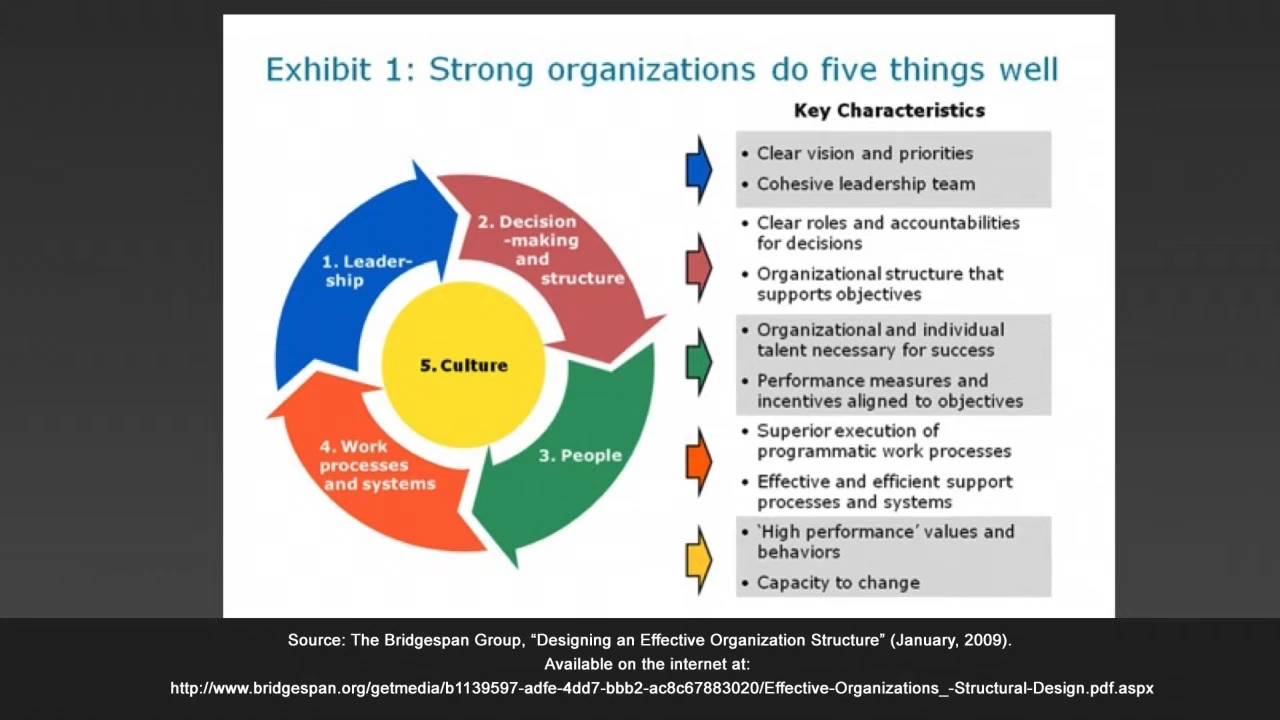 Exhibit 1: Strong organizations do five things well
Key Characteristics
1. Leader-
ship
2. Decision
-making
and
structure
3. People
4. Work
processes
and systems
5. Culture
• Clear vision and priorities
• Cohesive leadership team
• Clear roles and accountabilities
for decisions
• Organizational structure that
supports objectives
• Organizational and individual
talent necessary for success
• Performance measures and
incentives aligned to objectives
• Superior execution of
programmatic work processes
• Effective and efficient support
processes and systems
• ‘High performance’ values and
behaviors
• Capacity to change
Source: The Bridgespan Group, “Designing an Effective Organization Structure” (January, 2009).
Available on the internet at:
http://www.bridgespan.org/getmedia/b1139597-adfe-4dd7-bbb2-ac8c67883020/Effective-Organizations_-Structural-Design.pdf.aspx